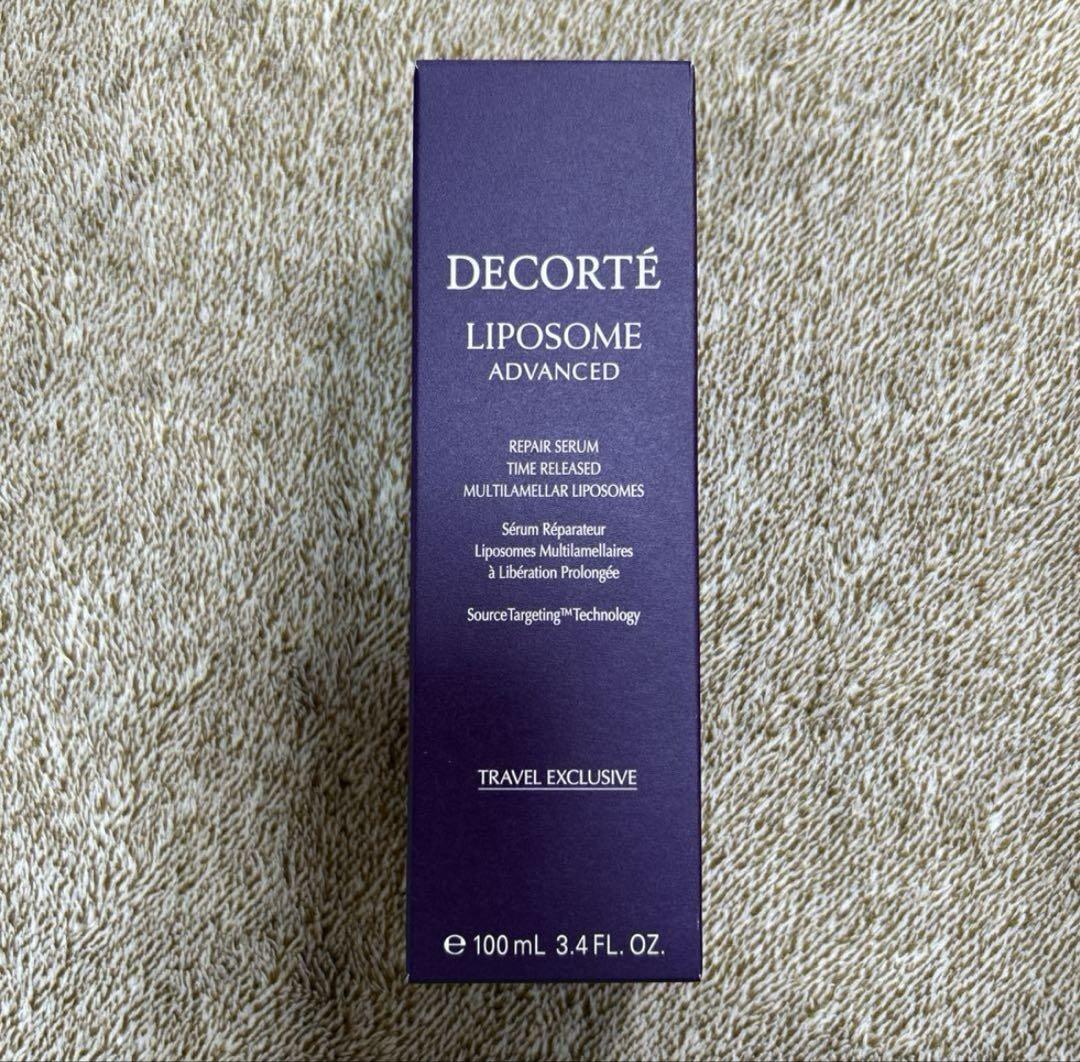 DECORTÉ
LIPOSOME
ADVANCED
REPAIR SERUM
TIME RELEASED
MULTILAMELLAR LIPOSOMES
Sérum Réparateur
Liposomes Multilamellaires
à Libération Prolongée
SourceTargeting™Technology
TRAVEL EXCLUSIVE
℮ 100 mL 3.4 FL. OZ.